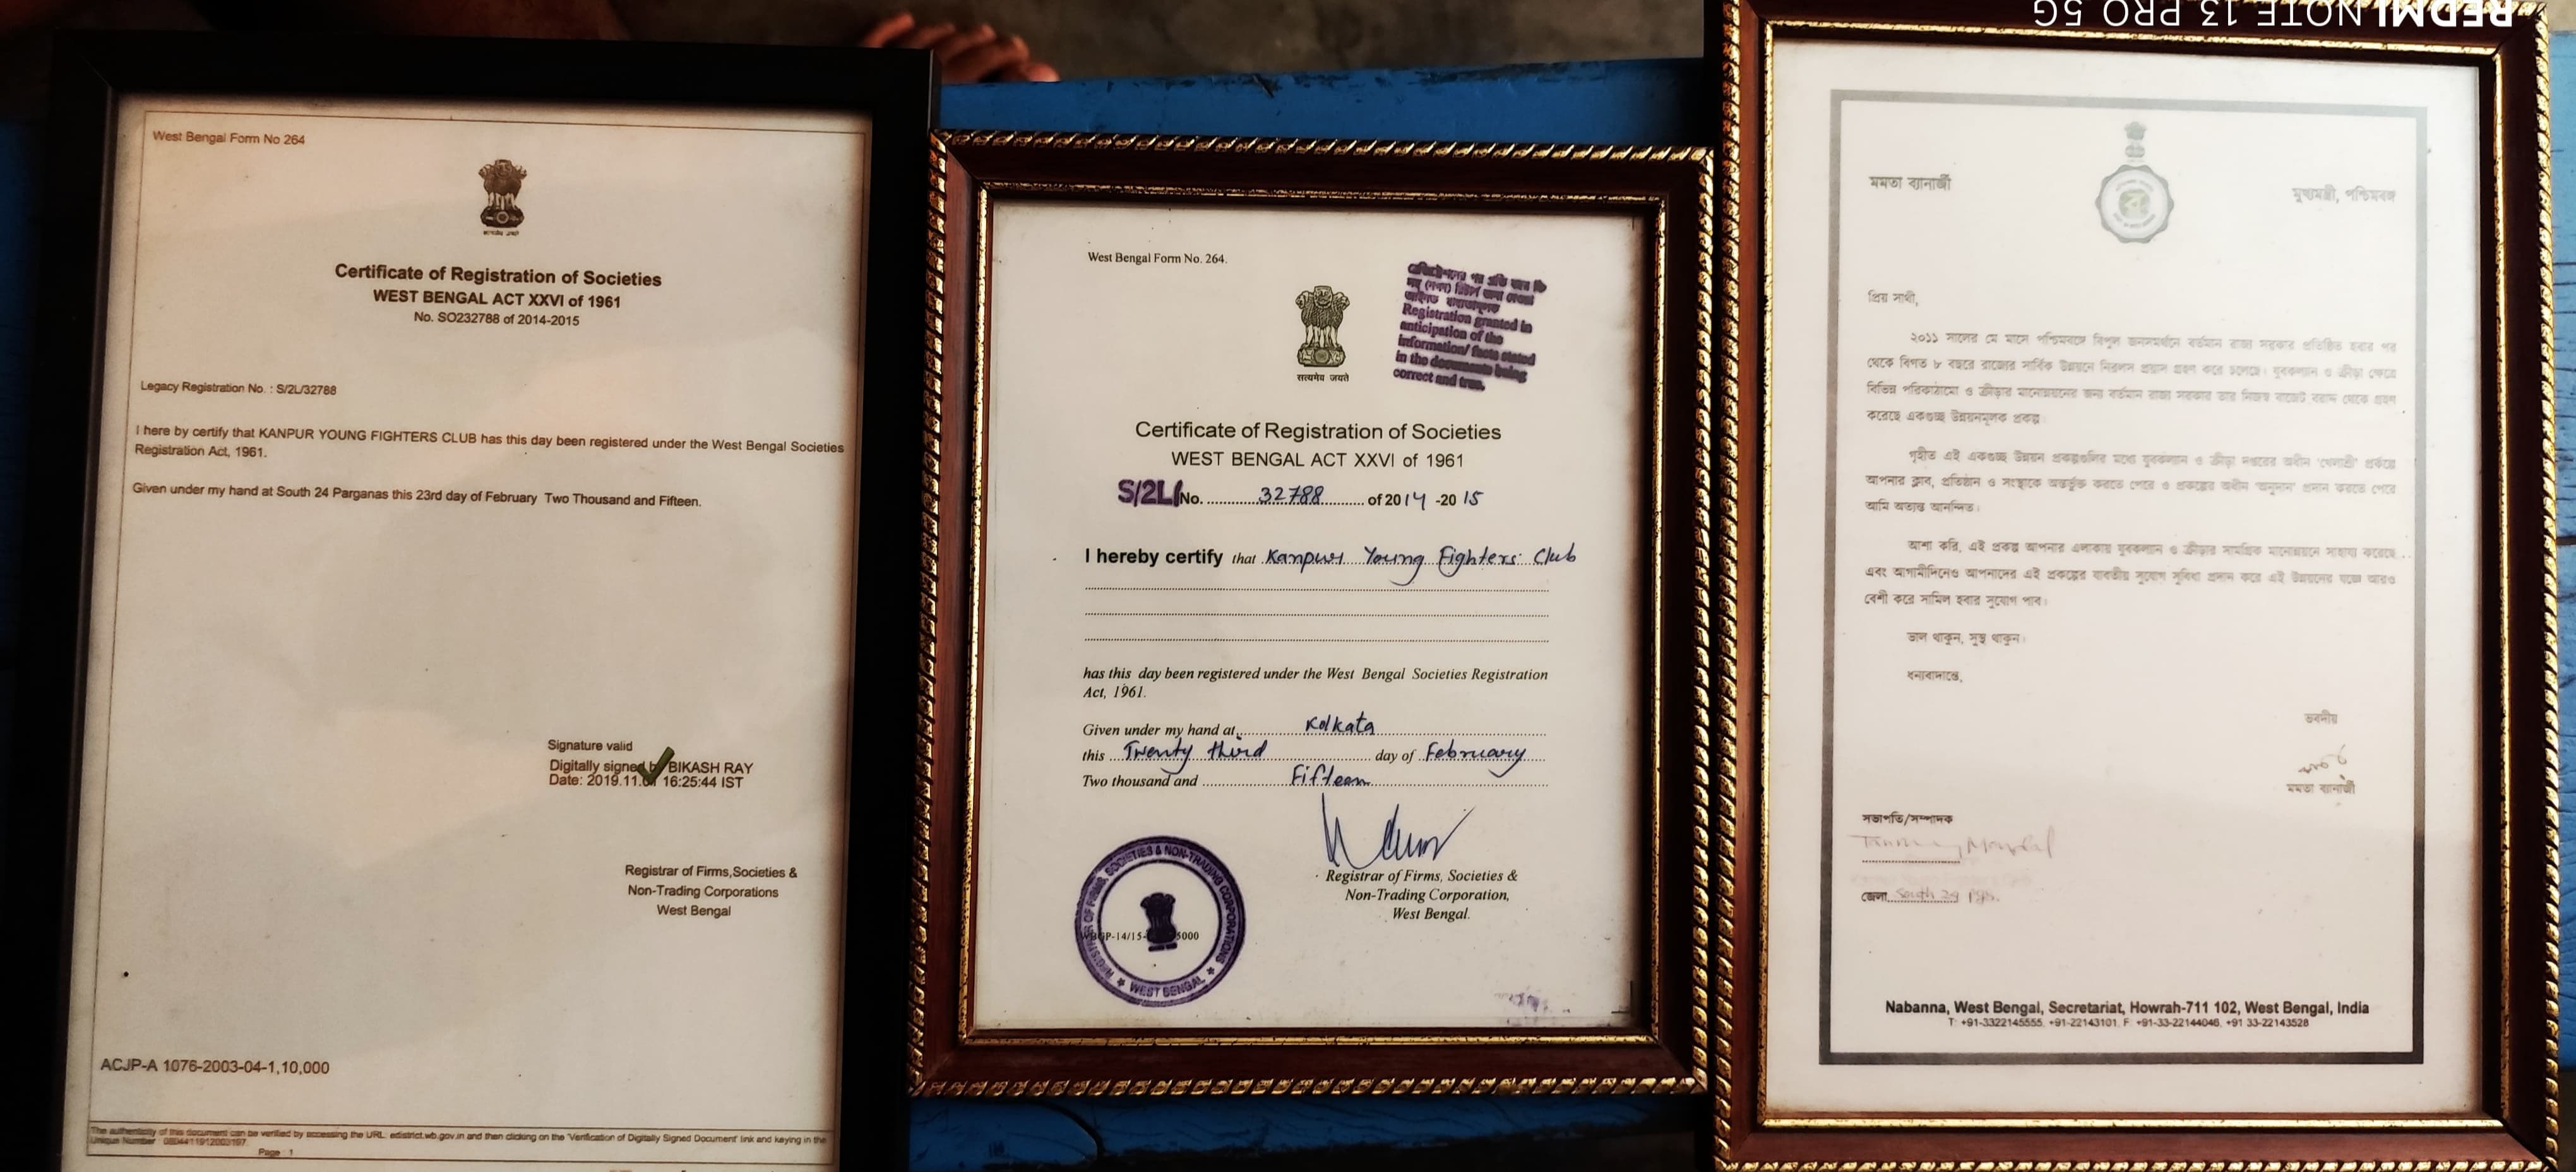 West Bengal Form No 264
Certificate of Registration of Societies
WEST BENGAL ACT XXVI of 1961
No. SO232788 of 2014-2015
Legacy Registration No. : S/2L/32788
I here by certify that KANPUR YOUNG FIGHTERS CLUB has this day been registered under the West Bengal Societies
Registration Act, 1961.
Given under my hand at South 24 Parganas this 23rd day of February Two Thousand and Fifteen.
Signature valid
Digitally signed by BIKASH RAY
Date: 2019.11. 16:25:44 IST
Registrar of Firms,Societies &
Non-Trading Corporations
West Bengal
ACJP-A 1076-2003-04-1,10,000
The authenticity of this document can be verified by accessing the URL: edistrict.wb.gov.in and then clicking on the 'Verification of Digitally Signed Document' link and keying in the
Unique Number :
Page : 1
West Bengal Form No. 264.
Registration granted in
anticipation of the
information/ facts stated
in the documents being
correct and true.
सत्यमेव जयते
Certificate of Registration of Societies
WEST BENGAL ACT XXVI of 1961
S/2L/No. 32788 of 2014 -2015
I hereby certify that Kanpur Young Fighters Club
has this day been registered under the West Bengal Societies Registration
Act, 1961.
Given under my hand at Kolkata
this Twenty third day of February
Two thousand and Fifteen
Registrar of Firms, Societies &
Non-Trading Corporation,
West Bengal.
REGISTRAR OF FIRMS, SOCIETIES & NON-TRADING CORPORATIONS
WEST BENGAL
5000
REDMI NOTE 13 PRO 5G
মমতা ব্যানার্জী
মুখ্যমন্ত্রী, পশ্চিমবঙ্গ
প্রিয় সাথী,
২০১১ সালের মে মাসে পশ্চিমবঙ্গে বিপুল জনসমর্থনে বর্তমান রাজ্য সরকার প্রতিষ্ঠিত হবার পর
থেকে বিগত ৮ বছরে রাজ্যের সার্বিক উন্নয়নে নিরলস প্রয়াস গ্রহণ করে চলেছে। যুবকল্যাণ ও ক্রীড়া ক্ষেত্রে
বিভিন্ন পরিকাঠামো ও ক্রীড়ার মানোন্নয়নের জন্য বর্তমান রাজ্য সরকার তার নিজস্ব বাজেট বরাদ্দ থেকে গ্রহণ
করেছে একগুচ্ছ উন্নয়নমূলক প্রকল্প।
গৃহীত এই একগুচ্ছ উন্নয়ন প্রকল্পগুলির মধ্যে যুবকল্যাণ ও ক্রীড়া দপ্তরের অধীন 'খেলাশ্রী' প্রকল্পে
আপনার ক্লাব, প্রতিষ্ঠান ও সংস্থাকে অন্তর্ভুক্ত করতে পেরে ও প্রকল্পের অধীন 'অনুদান' প্রদান করতে পেরে
আমি অত্যন্ত আনন্দিত।
আশা করি, এই প্রকল্প আপনার এলাকায় যুবকল্যাণ ও ক্রীড়ার সামগ্রিক মানোন্নয়নে সাহায্য করেছে
এবং আগামীদিনেও আপনাদের এই প্রকল্পের যাবতীয় সুযোগ সুবিধা প্রদান করে এই উন্নয়নের যজ্ঞে আরও
বেশী করে সামিল হবার সুযোগ পাব।
ভাল থাকুন, সুস্থ থাকুন।
ধন্যবাদান্তে,
ভবদীয়
মমতা ব্যানার্জী
সভাপতি/সম্পাদক
জেলা South 24 Pgs.
Nabanna, West Bengal, Secretariat, Howrah-711 102, West Bengal, India
T: +91-3322145555, +91-22143101, F: +91-33-22144046, +91 33-22143528